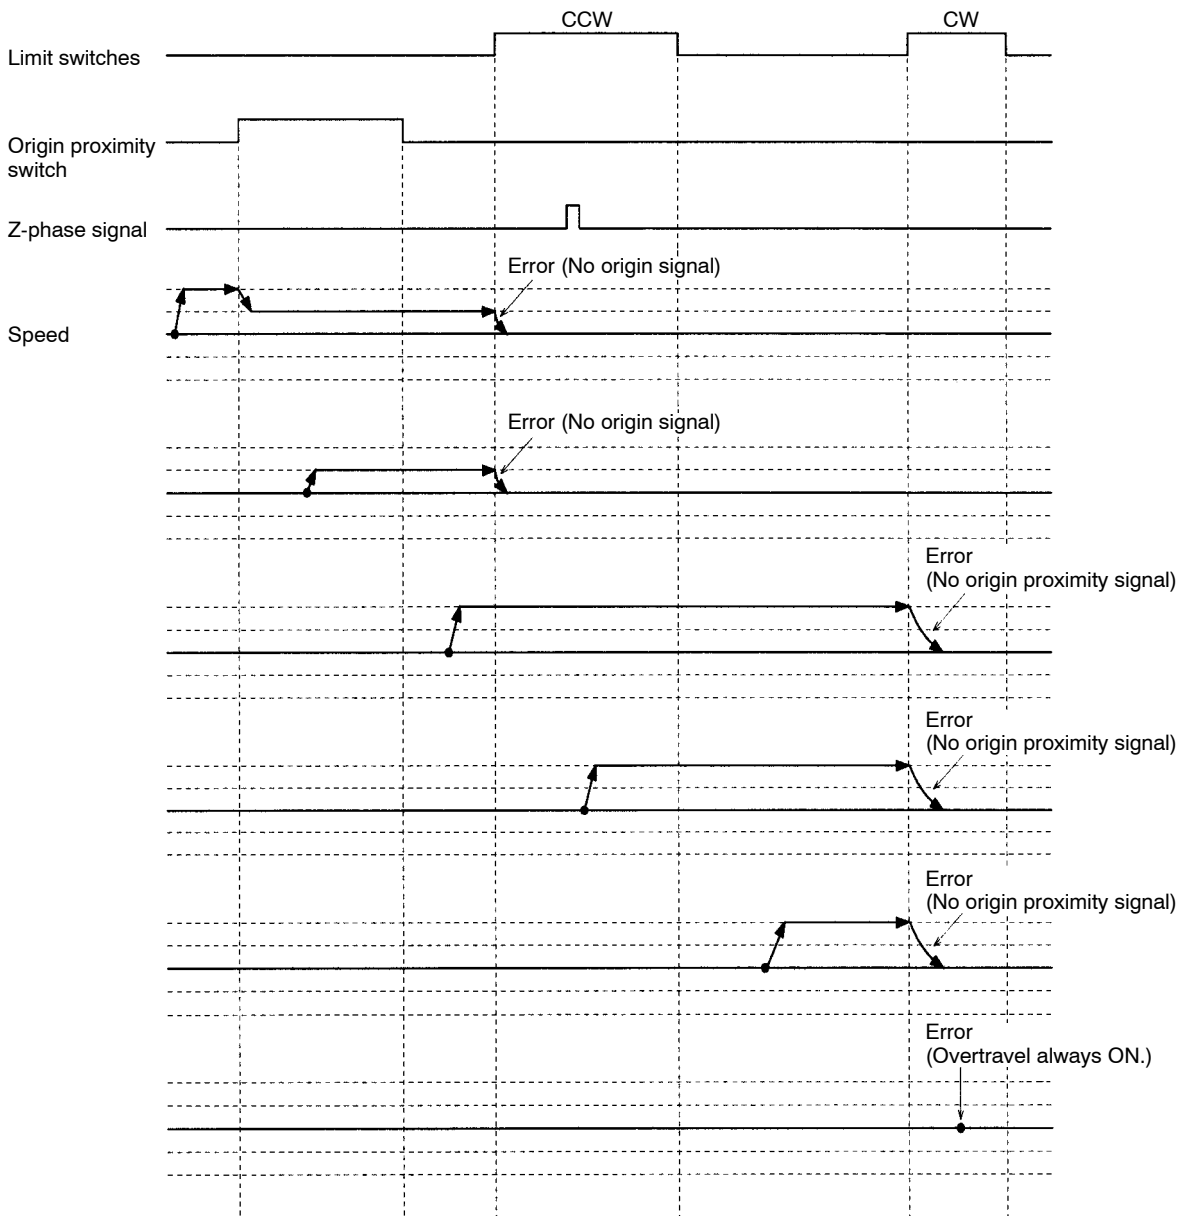 CCW
CW
Limit switches
Origin proximity
switch
Z-phase signal
Error (No origin signal)
Speed
Error (No origin signal)
Error
(No origin proximity signal)
Error
(No origin proximity signal)
Error
(No origin proximity signal)
Error
(Overtravel always ON.)